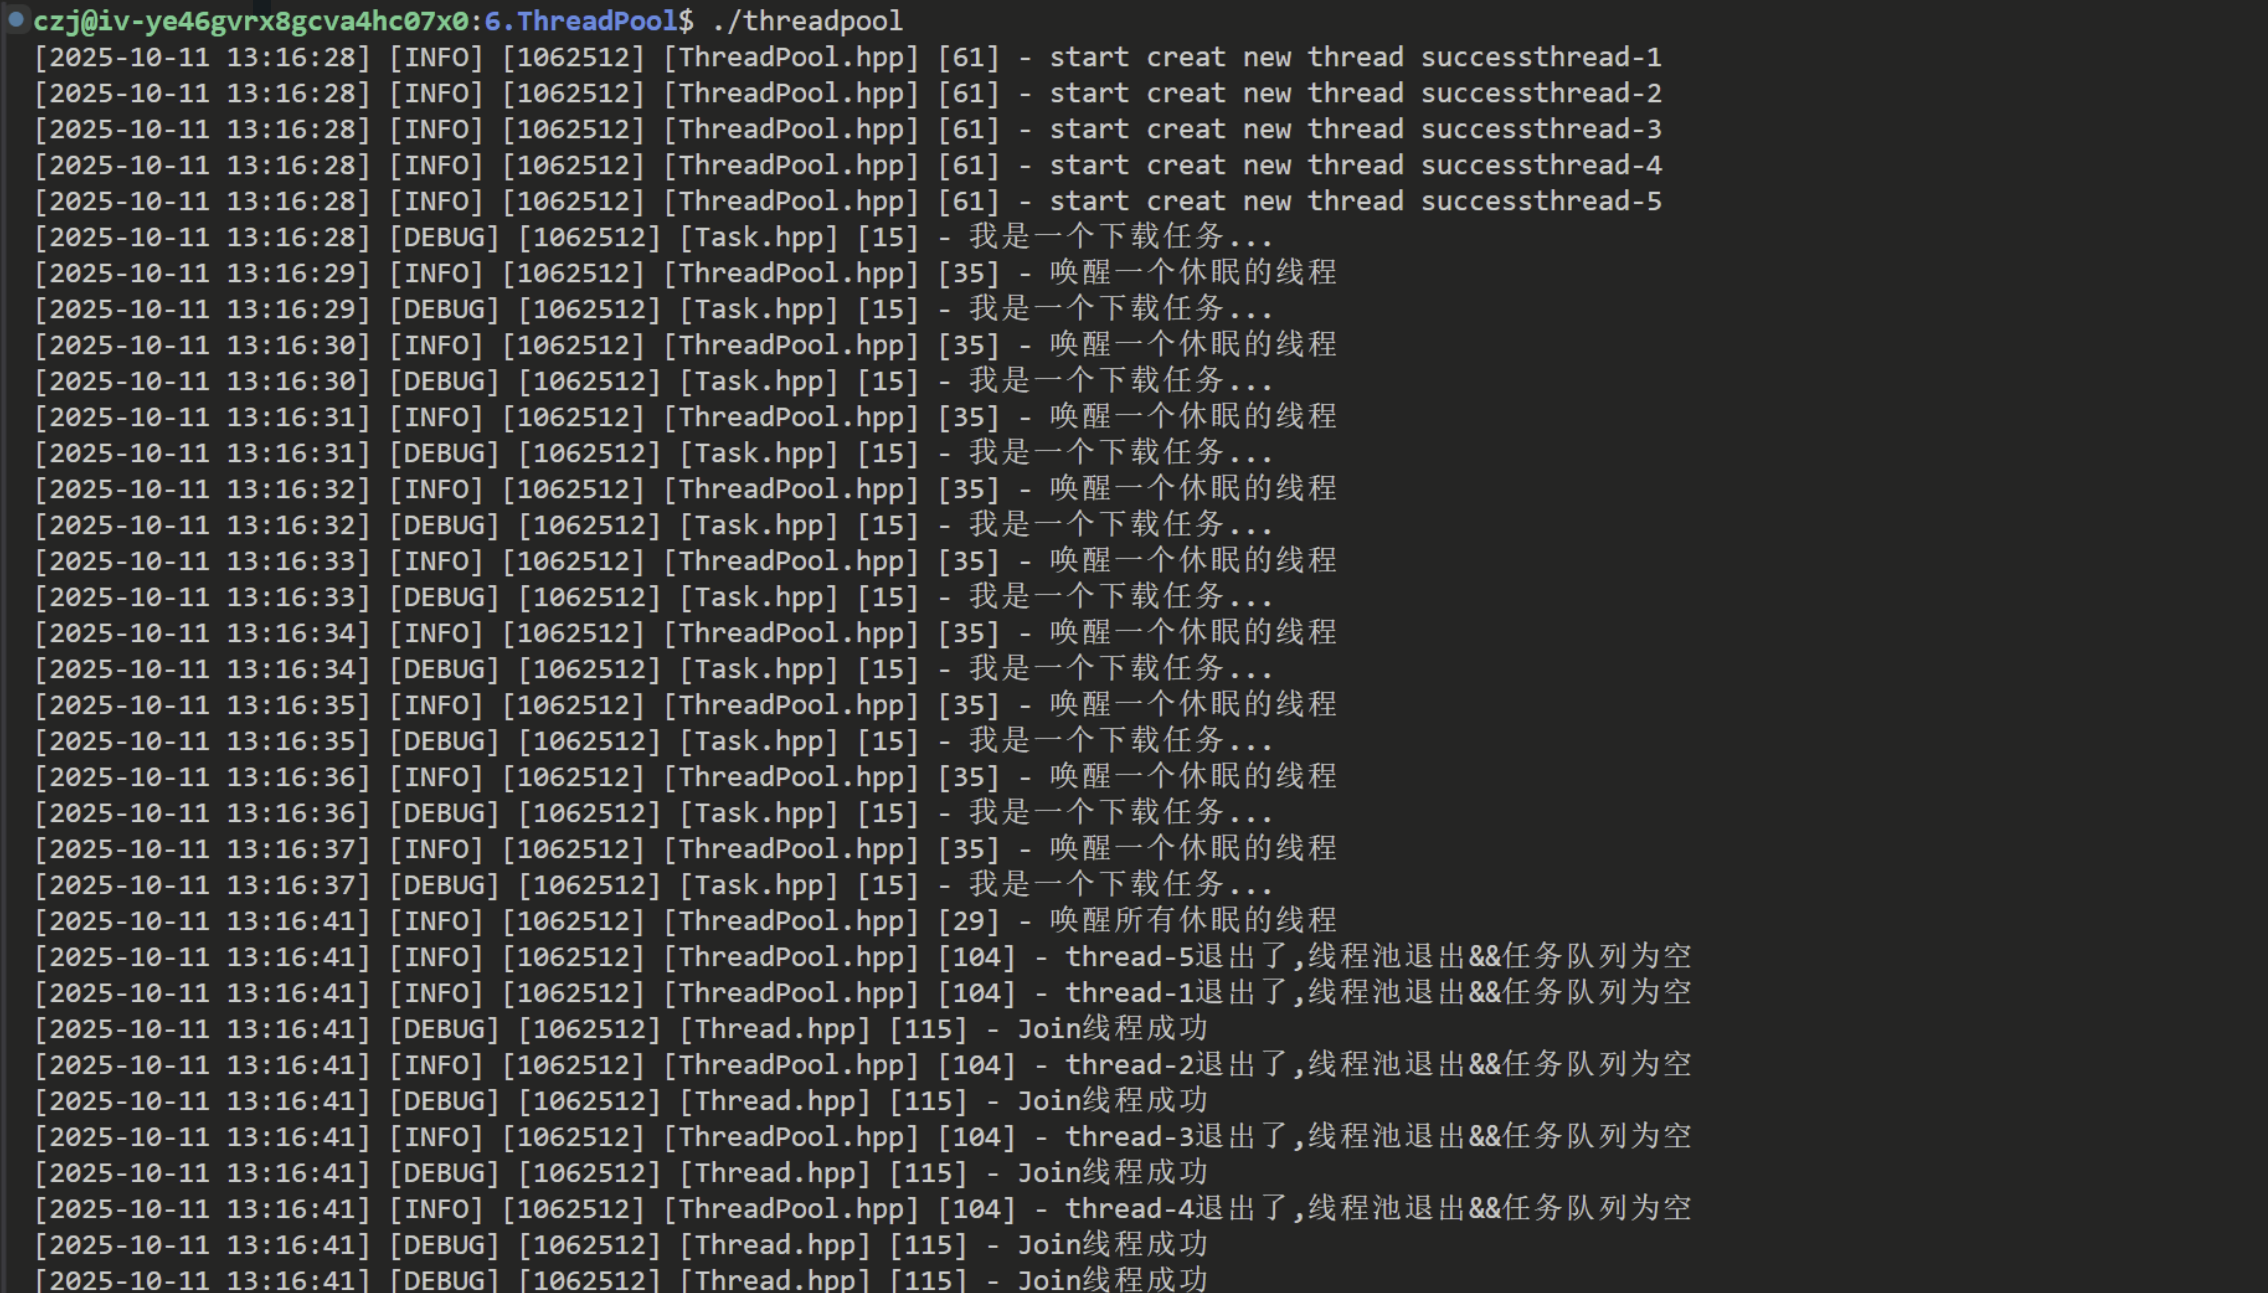 czj@iv-ye46gvrx8gcva4hc07x0:6.ThreadPool$ ./threadpool
[2025-10-11 13:16:28] [INFO] [1062512] [ThreadPool.hpp] [61] - start creat new thread successthread-1
[2025-10-11 13:16:28] [INFO] [1062512] [ThreadPool.hpp] [61] - start creat new thread successthread-2
[2025-10-11 13:16:28] [INFO] [1062512] [ThreadPool.hpp] [61] - start creat new thread successthread-3
[2025-10-11 13:16:28] [INFO] [1062512] [ThreadPool.hpp] [61] - start creat new thread successthread-4
[2025-10-11 13:16:28] [INFO] [1062512] [ThreadPool.hpp] [61] - start creat new thread successthread-5
[2025-10-11 13:16:28] [DEBUG] [1062512] [Task.hpp] [15] - 我是一个下载任务...
[2025-10-11 13:16:29] [INFO] [1062512] [ThreadPool.hpp] [35] - 唤醒一个休眠的线程
[2025-10-11 13:16:29] [DEBUG] [1062512] [Task.hpp] [15] - 我是一个下载任务...
[2025-10-11 13:16:30] [INFO] [1062512] [ThreadPool.hpp] [35] - 唤醒一个休眠的线程
[2025-10-11 13:16:30] [DEBUG] [1062512] [Task.hpp] [15] - 我是一个下载任务...
[2025-10-11 13:16:31] [INFO] [1062512] [ThreadPool.hpp] [35] - 唤醒一个休眠的线程
[2025-10-11 13:16:31] [DEBUG] [1062512] [Task.hpp] [15] - 我是一个下载任务...
[2025-10-11 13:16:32] [INFO] [1062512] [ThreadPool.hpp] [35] - 唤醒一个休眠的线程
[2025-10-11 13:16:32] [DEBUG] [1062512] [Task.hpp] [15] - 我是一个下载任务...
[2025-10-11 13:16:33] [INFO] [1062512] [ThreadPool.hpp] [35] - 唤醒一个休眠的线程
[2025-10-11 13:16:33] [DEBUG] [1062512] [Task.hpp] [15] - 我是一个下载任务...
[2025-10-11 13:16:34] [INFO] [1062512] [ThreadPool.hpp] [35] - 唤醒一个休眠的线程
[2025-10-11 13:16:34] [DEBUG] [1062512] [Task.hpp] [15] - 我是一个下载任务...
[2025-10-11 13:16:35] [INFO] [1062512] [ThreadPool.hpp] [35] - 唤醒一个休眠的线程
[2025-10-11 13:16:35] [DEBUG] [1062512] [Task.hpp] [15] - 我是一个下载任务...
[2025-10-11 13:16:36] [INFO] [1062512] [ThreadPool.hpp] [35] - 唤醒一个休眠的线程
[2025-10-11 13:16:36] [DEBUG] [1062512] [Task.hpp] [15] - 我是一个下载任务...
[2025-10-11 13:16:37] [INFO] [1062512] [ThreadPool.hpp] [35] - 唤醒一个休眠的线程
[2025-10-11 13:16:37] [DEBUG] [1062512] [Task.hpp] [15] - 我是一个下载任务...
[2025-10-11 13:16:41] [INFO] [1062512] [ThreadPool.hpp] [29] - 唤醒所有休眠的线程
[2025-10-11 13:16:41] [INFO] [1062512] [ThreadPool.hpp] [104] - thread-5退出了,线程池退出&&任务队列为空
[2025-10-11 13:16:41] [INFO] [1062512] [ThreadPool.hpp] [104] - thread-1退出了,线程池退出&&任务队列为空
[2025-10-11 13:16:41] [DEBUG] [1062512] [Thread.hpp] [115] - Join线程成功
[2025-10-11 13:16:41] [INFO] [1062512] [ThreadPool.hpp] [104] - thread-2退出了,线程池退出&&任务队列为空
[2025-10-11 13:16:41] [DEBUG] [1062512] [Thread.hpp] [115] - Join线程成功
[2025-10-11 13:16:41] [INFO] [1062512] [ThreadPool.hpp] [104] - thread-3退出了,线程池退出&&任务队列为空
[2025-10-11 13:16:41] [DEBUG] [1062512] [Thread.hpp] [115] - Join线程成功
[2025-10-11 13:16:41] [INFO] [1062512] [ThreadPool.hpp] [104] - thread-4退出了,线程池退出&&任务队列为空
[2025-10-11 13:16:41] [DEBUG] [1062512] [Thread.hpp] [115] - Join线程成功
[2025-10-11 13:16:41] [DEBUG] [1062512] [Thread.hpp] [115] - Join线程成功